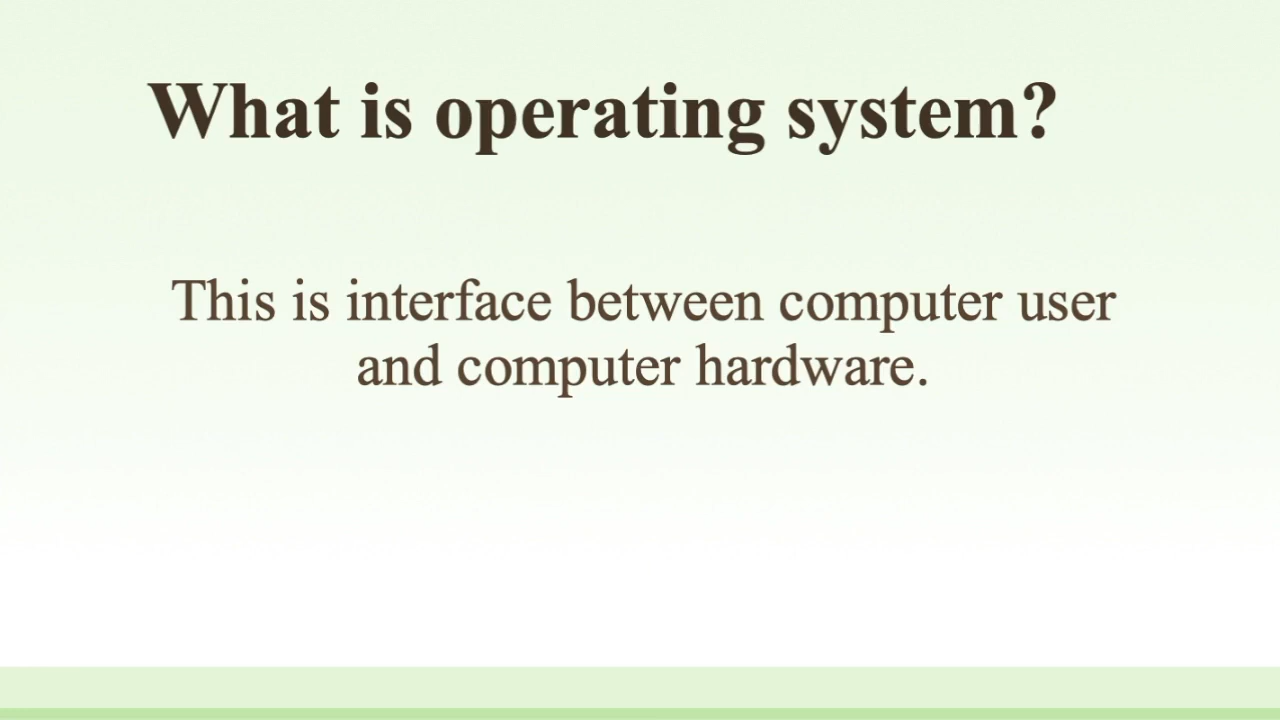 What is operating system?
This is interface between computer user
and computer hardware.